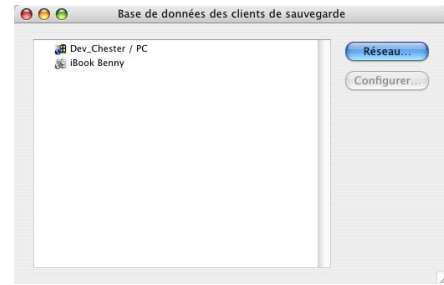 Base de données des clients de sauvegarde
Dev_Chester / PC
iBook Benny
Réseau...
Configurer...